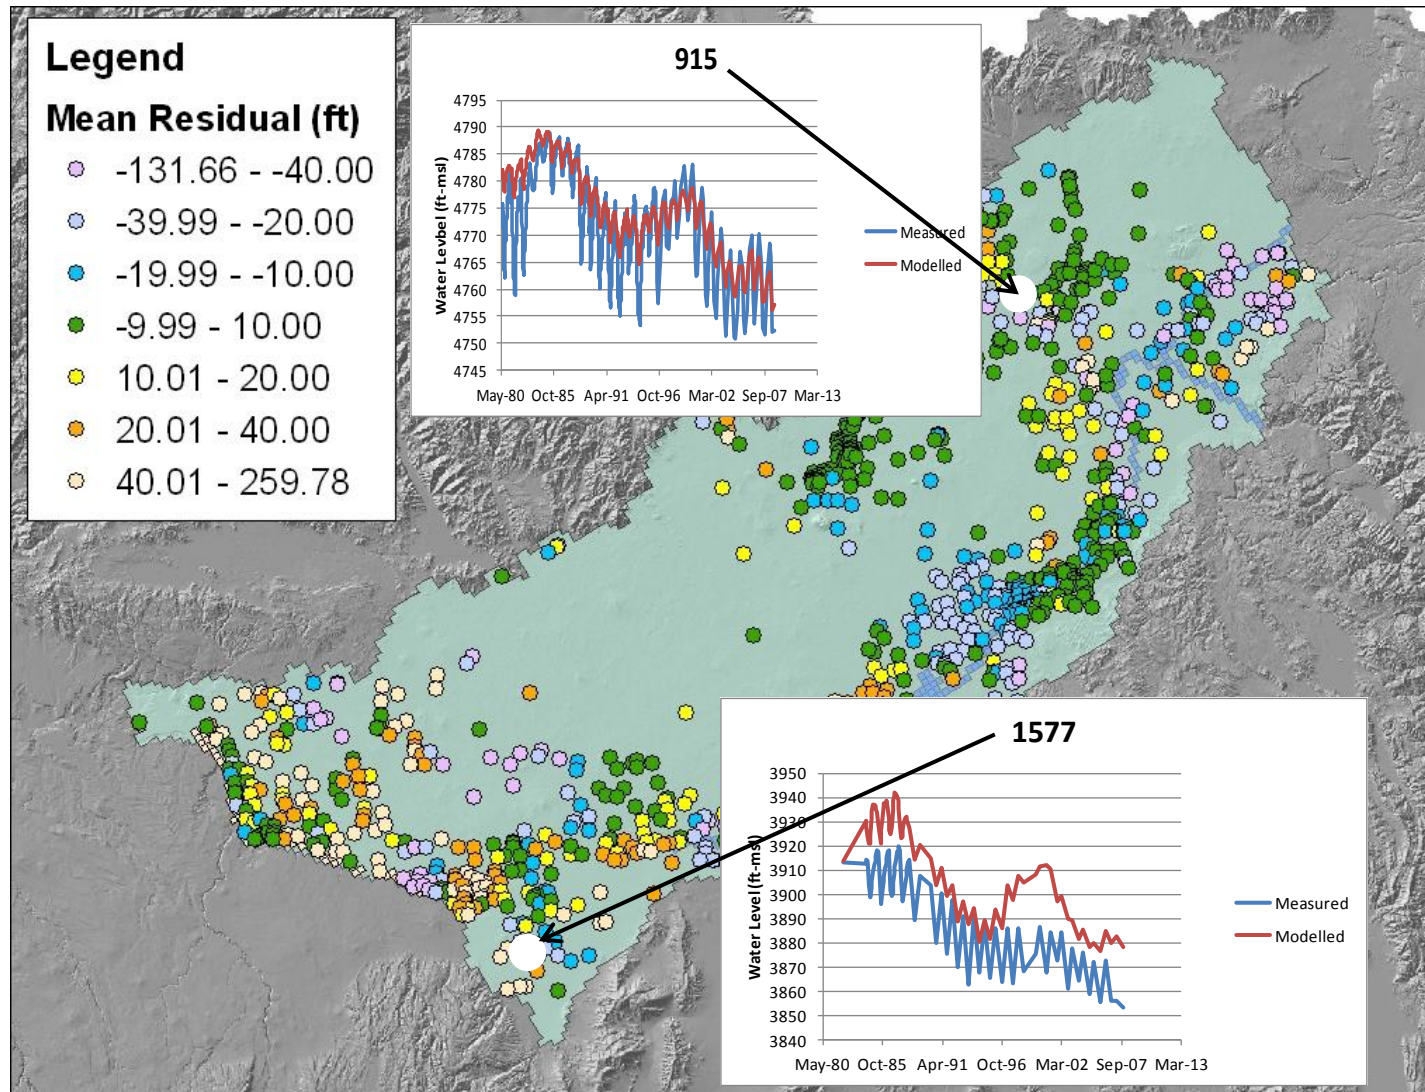 Legend
Mean Residual (ft)
-131.66 - -40.00
-39.99 - -20.00
-19.99 - -10.00
-9.99 - 10.00
10.01 - 20.00
20.01 - 40.00
40.01 - 259.78
915
4795
4790
4785
4780
4775
4770
4765
4760
4755
4750
4745
Water Levbel (ft-msl)
May-80 Oct-85 Apr-91 Oct-96 Mar-02 Sep-07 Mar-13
Measured
Modelled
1577
3950
3940
3930
3920
3910
3900
3890
3880
3870
3860
3850
3840
Water Level (ft-msl)
May-80 Oct-85 Apr-91 Oct-96 Mar-02 Sep-07 Mar-13
Measured
Modelled